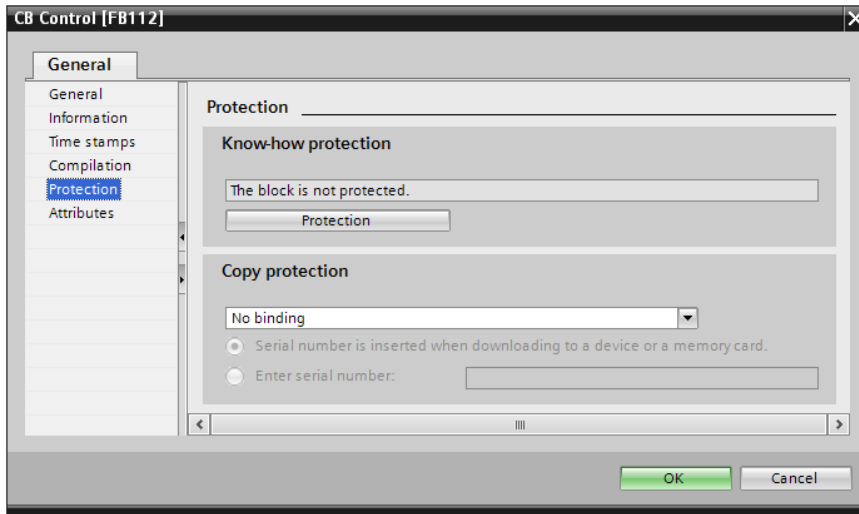 CB Control [FB112]
General
General
Information
Time stamps
Compilation
Protection
Attributes
Protection
Know-how protection
The block is not protected.
Protection
Copy protection
No binding
Serial number is inserted when downloading to a device or a memory card.
Enter serial number:
OK
Cancel